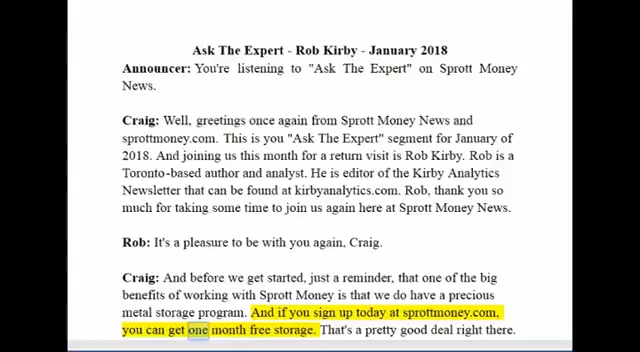 Ask The Expert - Rob Kirby - January 2018
Announcer: You're listening to "Ask The Expert" on Sprott Money
News.
Craig: Well, greetings once again from Sprott Money News and
sprottmoney.com. This is you "Ask The Expert" segment for January of
2018. And joining us this month for a return visit is Rob Kirby. Rob is a
Toronto-based author and analyst. He is editor of the Kirby Analytics
Newsletter that can be found at kirbyanalytics.com. Rob, thank you so
much for taking some time to join us again here at Sprott Money News.
Rob: It's a pleasure to be with you again, Craig.
Craig: And before we get started, just a reminder, that one of the big
benefits of working with Sprott Money is that we do have a precious
metal storage program. And if you sign up today at sprottmoney.com,
you can get one month free storage. That's a pretty good deal right there.